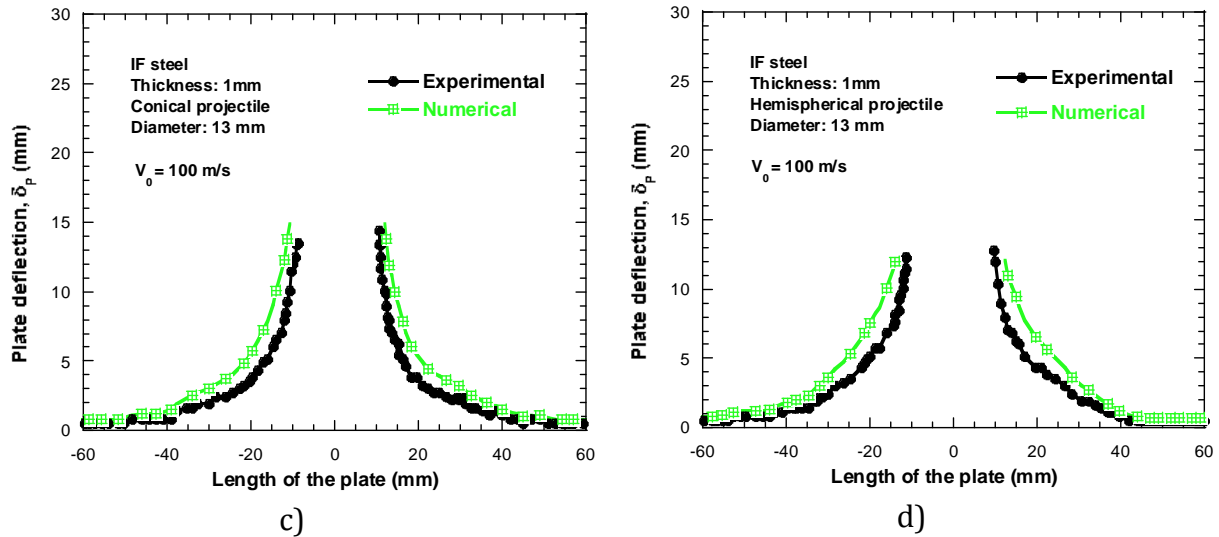 30
25
20
15
10
5
0
Plate deflection, δp (mm)
IF steel
Thickness: 1mm
Conical projectile
Diameter: 13 mm
V0 = 100 m/s
Experimental
Numerical
-60 -40 -20 0 20 40 60
Length of the plate (mm)
c)
30
25
20
15
10
5
0
Plate deflection, δp (mm)
IF steel
Thickness: 1mm
Hemispherical projectile
Diameter: 13 mm
V0 = 100 m/s
Experimental
Numerical
-60 -40 -20 0 20 40 60
Length of the plate (mm)
d)